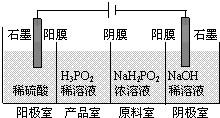 石墨 阳膜 阴膜 阳膜 石墨
H3PO2 NaH2PO2 NaOH
稀硫酸 稀溶液 浓溶液 稀溶液
阳极室 产品室 原料室 阴极室